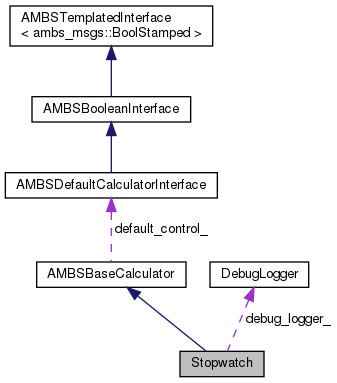 AMBSTemplatedInterface
< ambs_msgs::BoolStamped >
AMBSBooleanInterface
AMBSDefaultCalculatorInterface
default_control_
AMBSBaseCalculator
DebugLogger
debug_logger_
Stopwatch